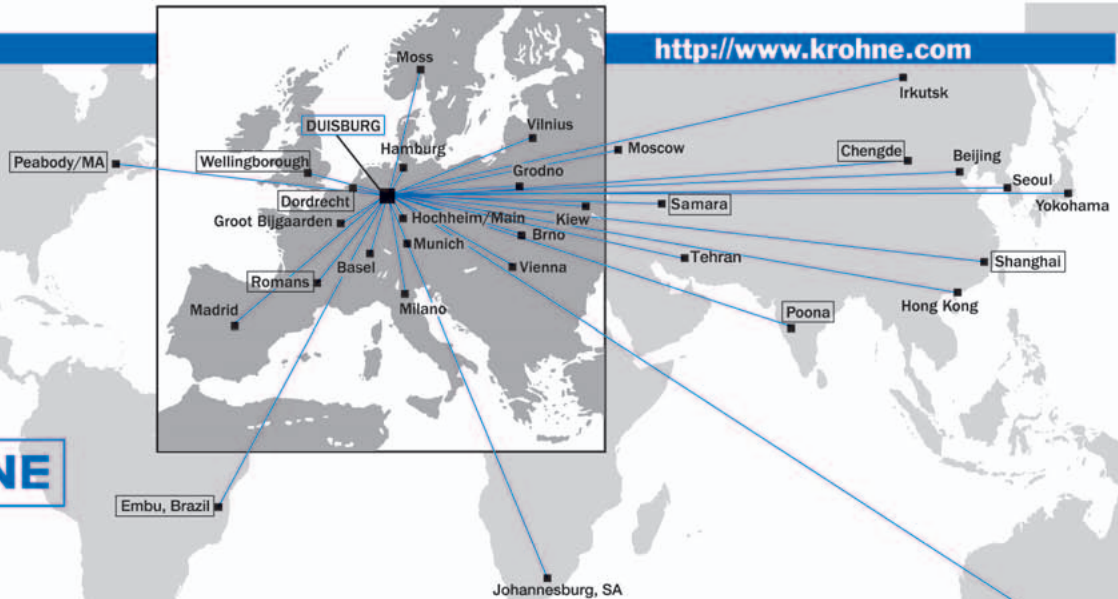 http://www.krohne.com
Moss
Irkutsk
DUISBURG
Vilnius
Hamburg
Moscow
Peabody/MA
Wellingborough
Chengde
Beijing
Grodno
Dordrecht
Samara
Seoul
Yokohama
Groot Bijgaarden
Hochheim/Main
Kiew
Brno
Munich
Basel
Vienna
Tehran
Shanghai
Romans
Madrid
Milano
Poona
Hong Kong
NE
Embu, Brazil
Johannesburg, SA